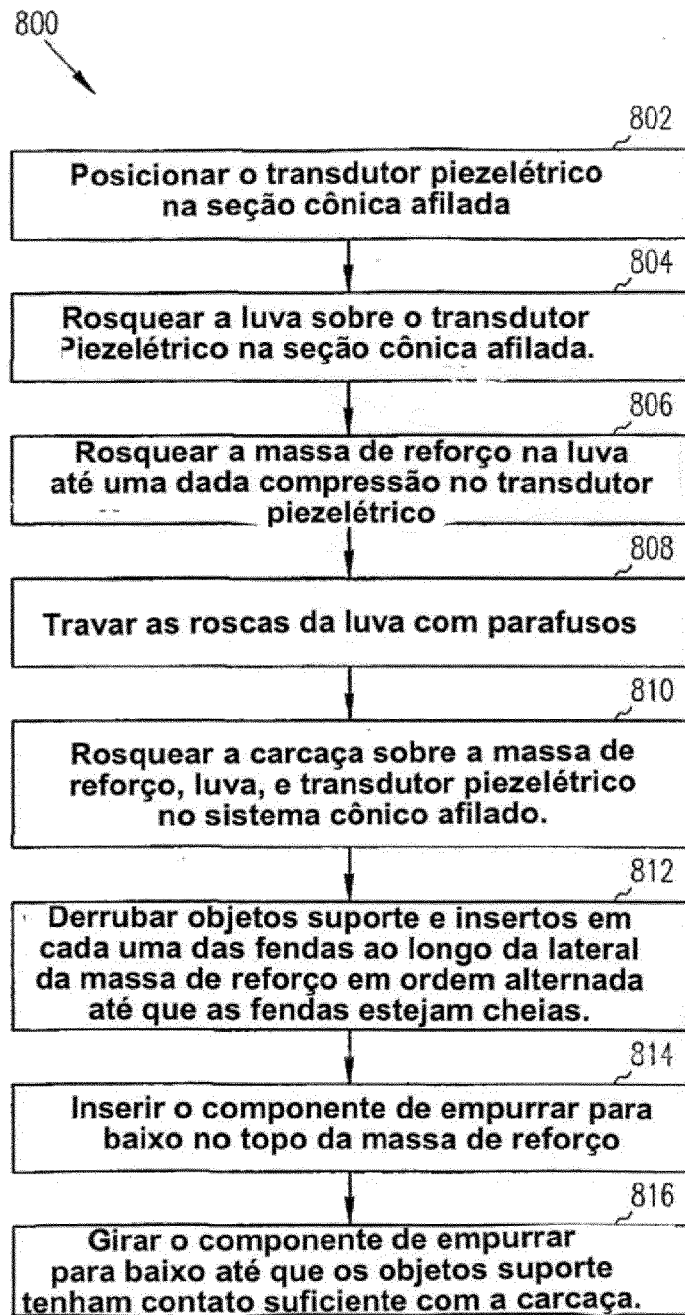 800
802
Posicionar o transdutor piezelétrico
na seção cônica afilada
804
Rosquear a luva sobre o transdutor
Piezelétrico na seção cônica afilada.
806
Rosquear a massa de reforço na luva
até uma dada compressão no transdutor
piezelétrico
808
Travar as roscas da luva com parafusos
810
Rosquear a carcaça sobre a massa de
reforço, luva, e transdutor piezelétrico
no sistema cônico afilado.
812
Derrubar objetos suporte e insertos em
cada uma das fendas ao longo da lateral
da massa de reforço em ordem alternada
até que as fendas estejam cheias.
814
Inserir o componente de empurrar para
baixo no topo da massa de reforço
816
Girar o componente de empurrar
para baixo até que os objetos suporte
tenham contato suficiente com a carcaça.